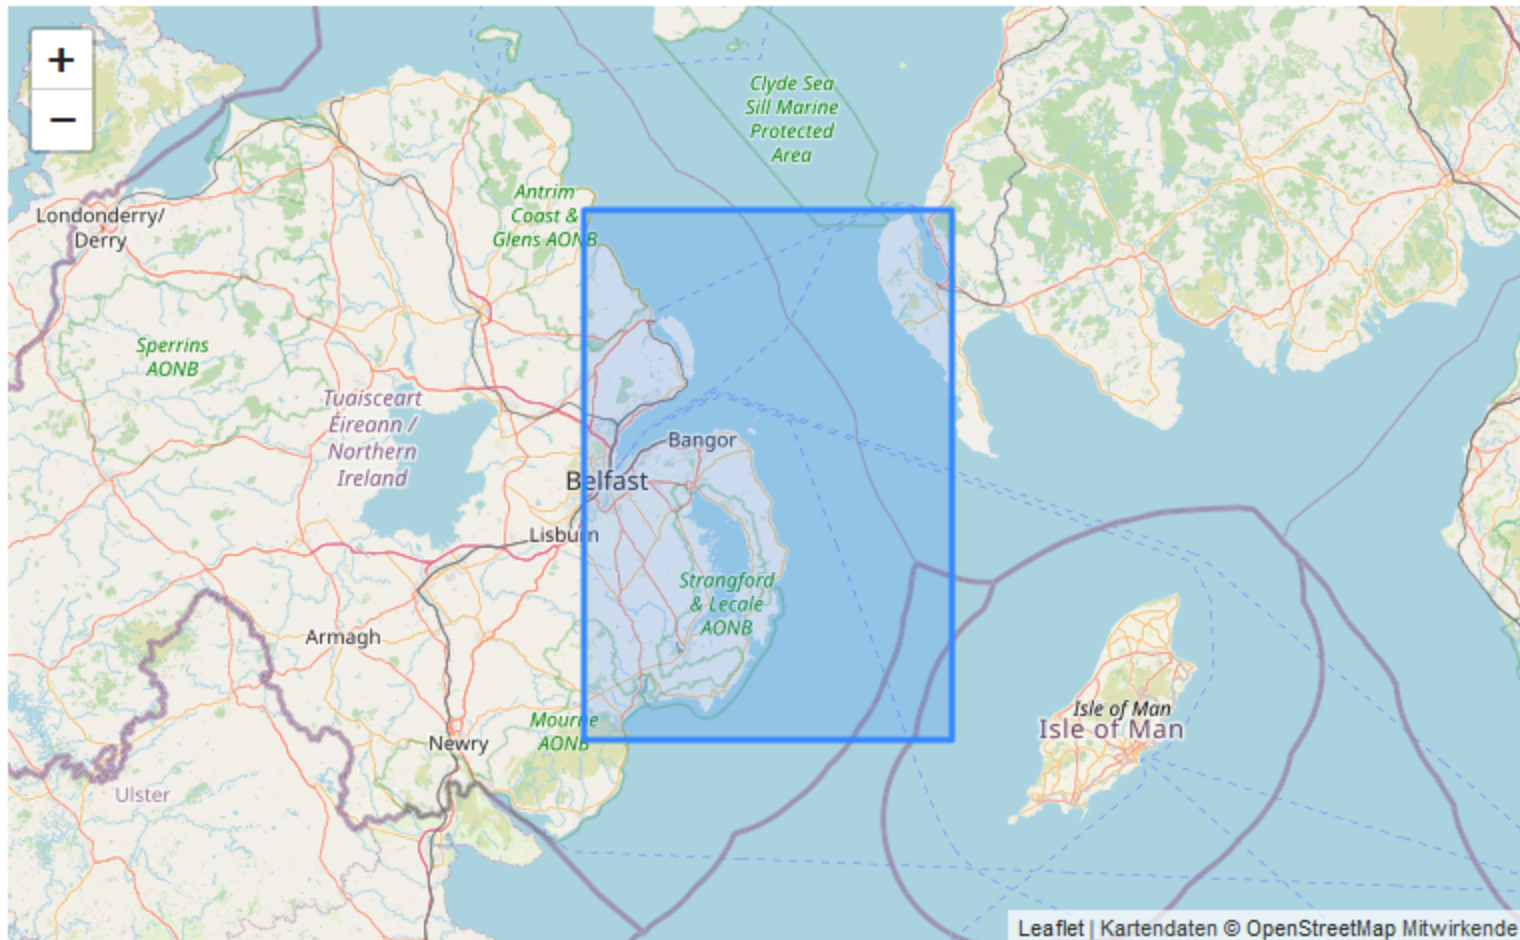 +
−
Clyde Sea
Sill Marine
Protected
Area
Antrim
Coast &
Glens AONB
Londonderry/
Derry
Sperrins
AONB
Tuaisceart
Éireann /
Northern
Ireland
Bangor
Belfast
Lisburn
Strangford
& Lecale
AONB
Armagh
Mourne
AONB
Newry
Isle of Man
Isle of Man
Ulster
Leaflet | Kartendaten © OpenStreetMap Mitwirkende